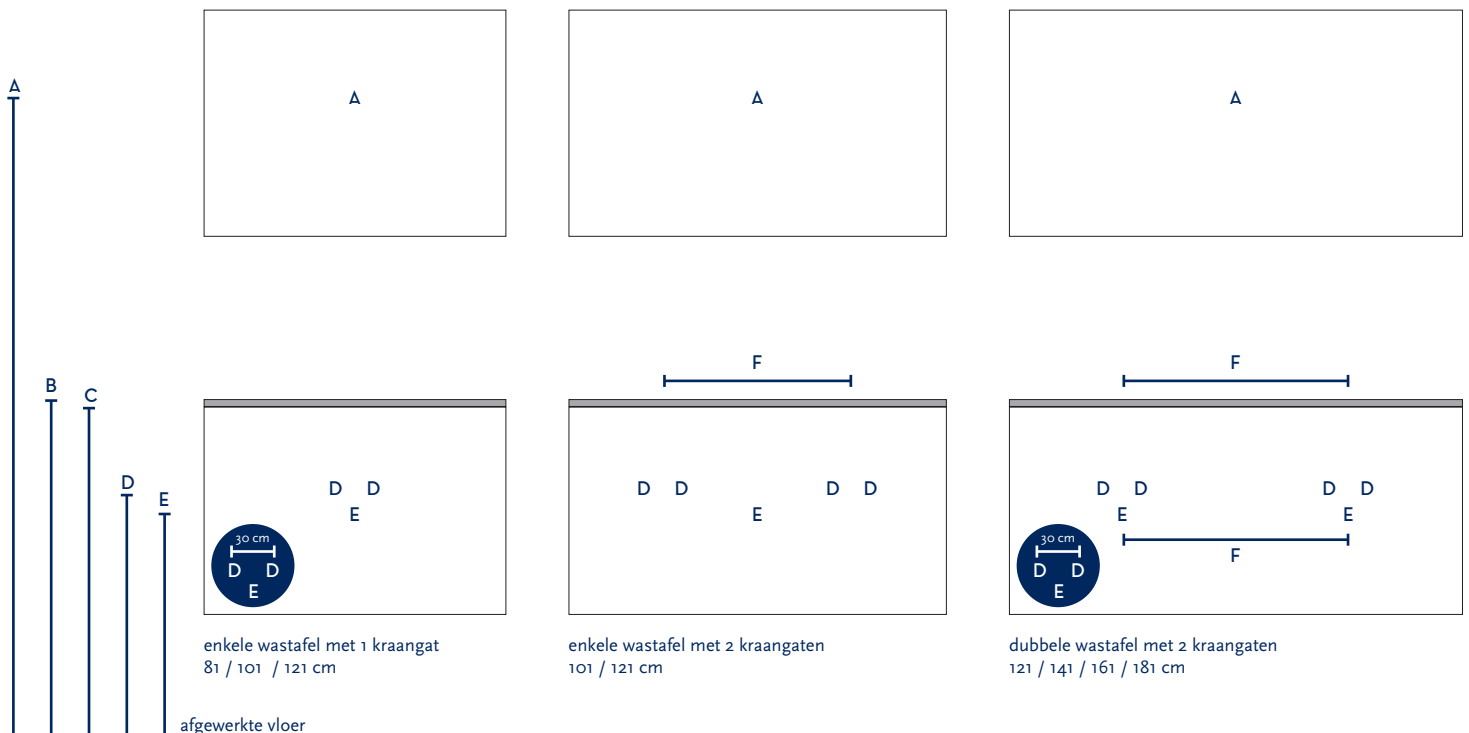 A
A
A
A
B
C
F
F
D
E
D D
E
D D
D D
E
D D
D D
E
E
F
30 cm
D D
E
30 cm
D D
E
enkele wastafel met 1 kraangat
81 / 101 / 121 cm
enkele wastafel met 2 kraangaten
101 / 121 cm
dubbele wastafel met 2 kraangaten
121 / 141 / 161 / 181 cm
afgewerkte vloer